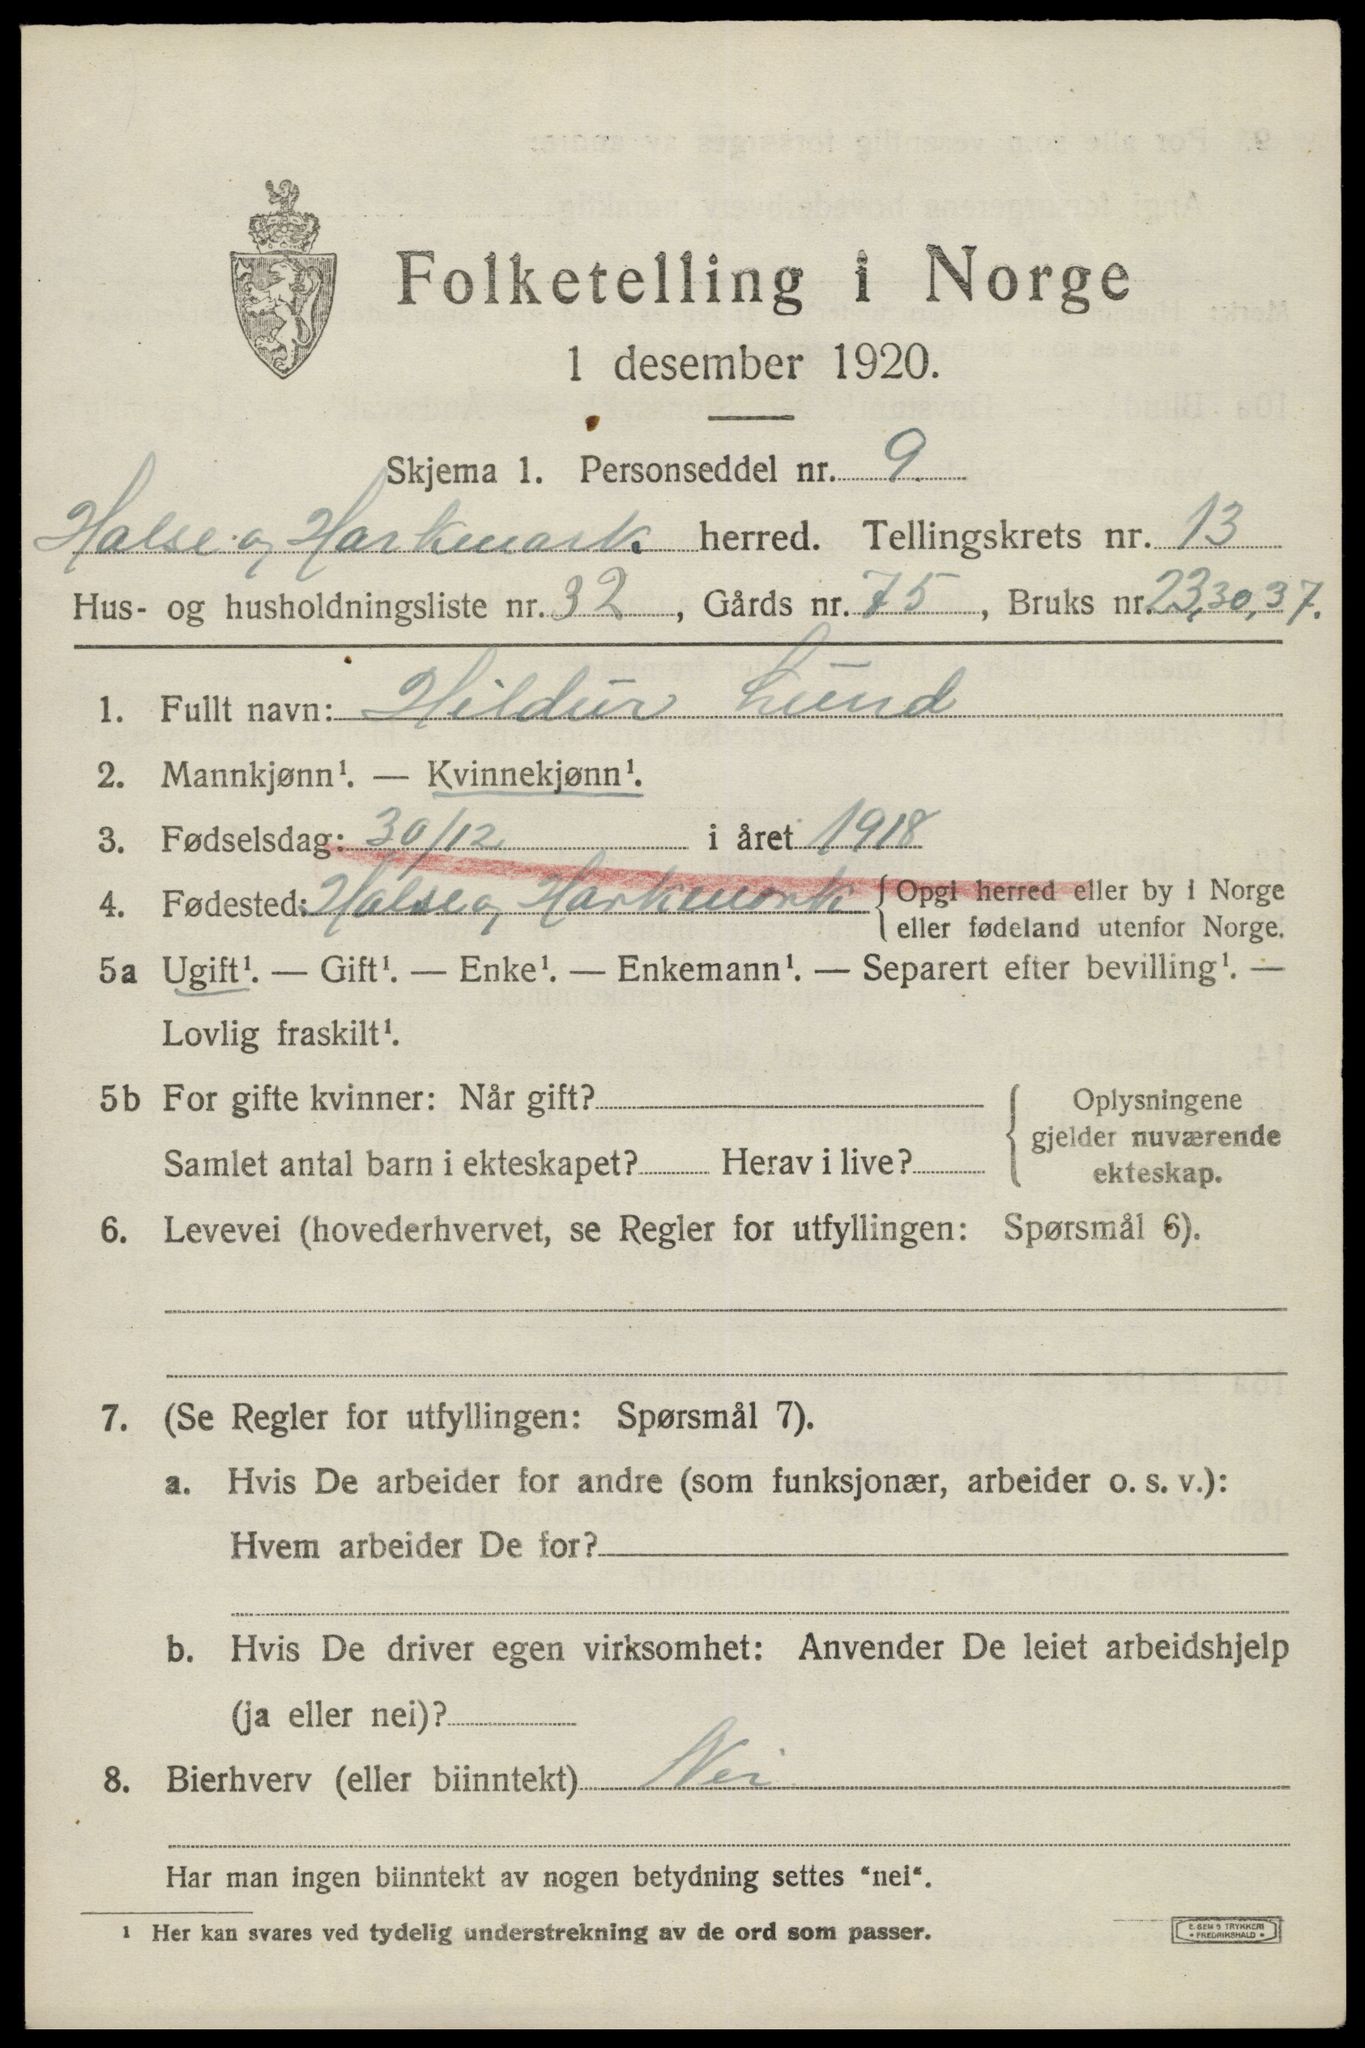 Folketelling i Norge
1 desember 1920.
Skjema 1. Personseddel nr. 9.
Halse og Harkmark herred. Tellingskrets nr. 13
Hus- og husholdningsliste nr. 32, Gårds nr. 75, Bruks nr. 23,30,37.
1. Fullt navn: Hildur Lund
2. Mannkjønn¹. — Kvinnekjønn¹.
3. Fødselsdag: 30/12 i året 1918
4. Fødested: Halse og Harkmark { Opgi herred eller by i Norge
eller fødeland utenfor Norge.
5a Ugift¹. — Gift¹. — Enke¹. — Enkemann¹. — Separert efter bevilling¹. —
Lovlig fraskilt¹.
5b For gifte kvinner: Når gift? { Oplysningene
gjelder nuværende
Samlet antal barn i ekteskapet? Herav i live? ekteskap.
6. Levevei (hovederhvervet, se Regler for utfyllingen: Spørsmål 6).
7. (Se Regler for utfyllingen: Spørsmål 7).
a. Hvis De arbeider for andre (som funksjonær, arbeider o. s. v.):
Hvem arbeider De for?
b. Hvis De driver egen virksomhet: Anvender De leiet arbeidshjelp
(ja eller nei)?
8. Bierhverv (eller biinntekt) Nei
Har man ingen biinntekt av nogen betydning settes "nei".
¹ Her kan svares ved tydelig understrekning av de ord som passer.
E. SEM'S TRYKKERI
FREDRIKSHALD